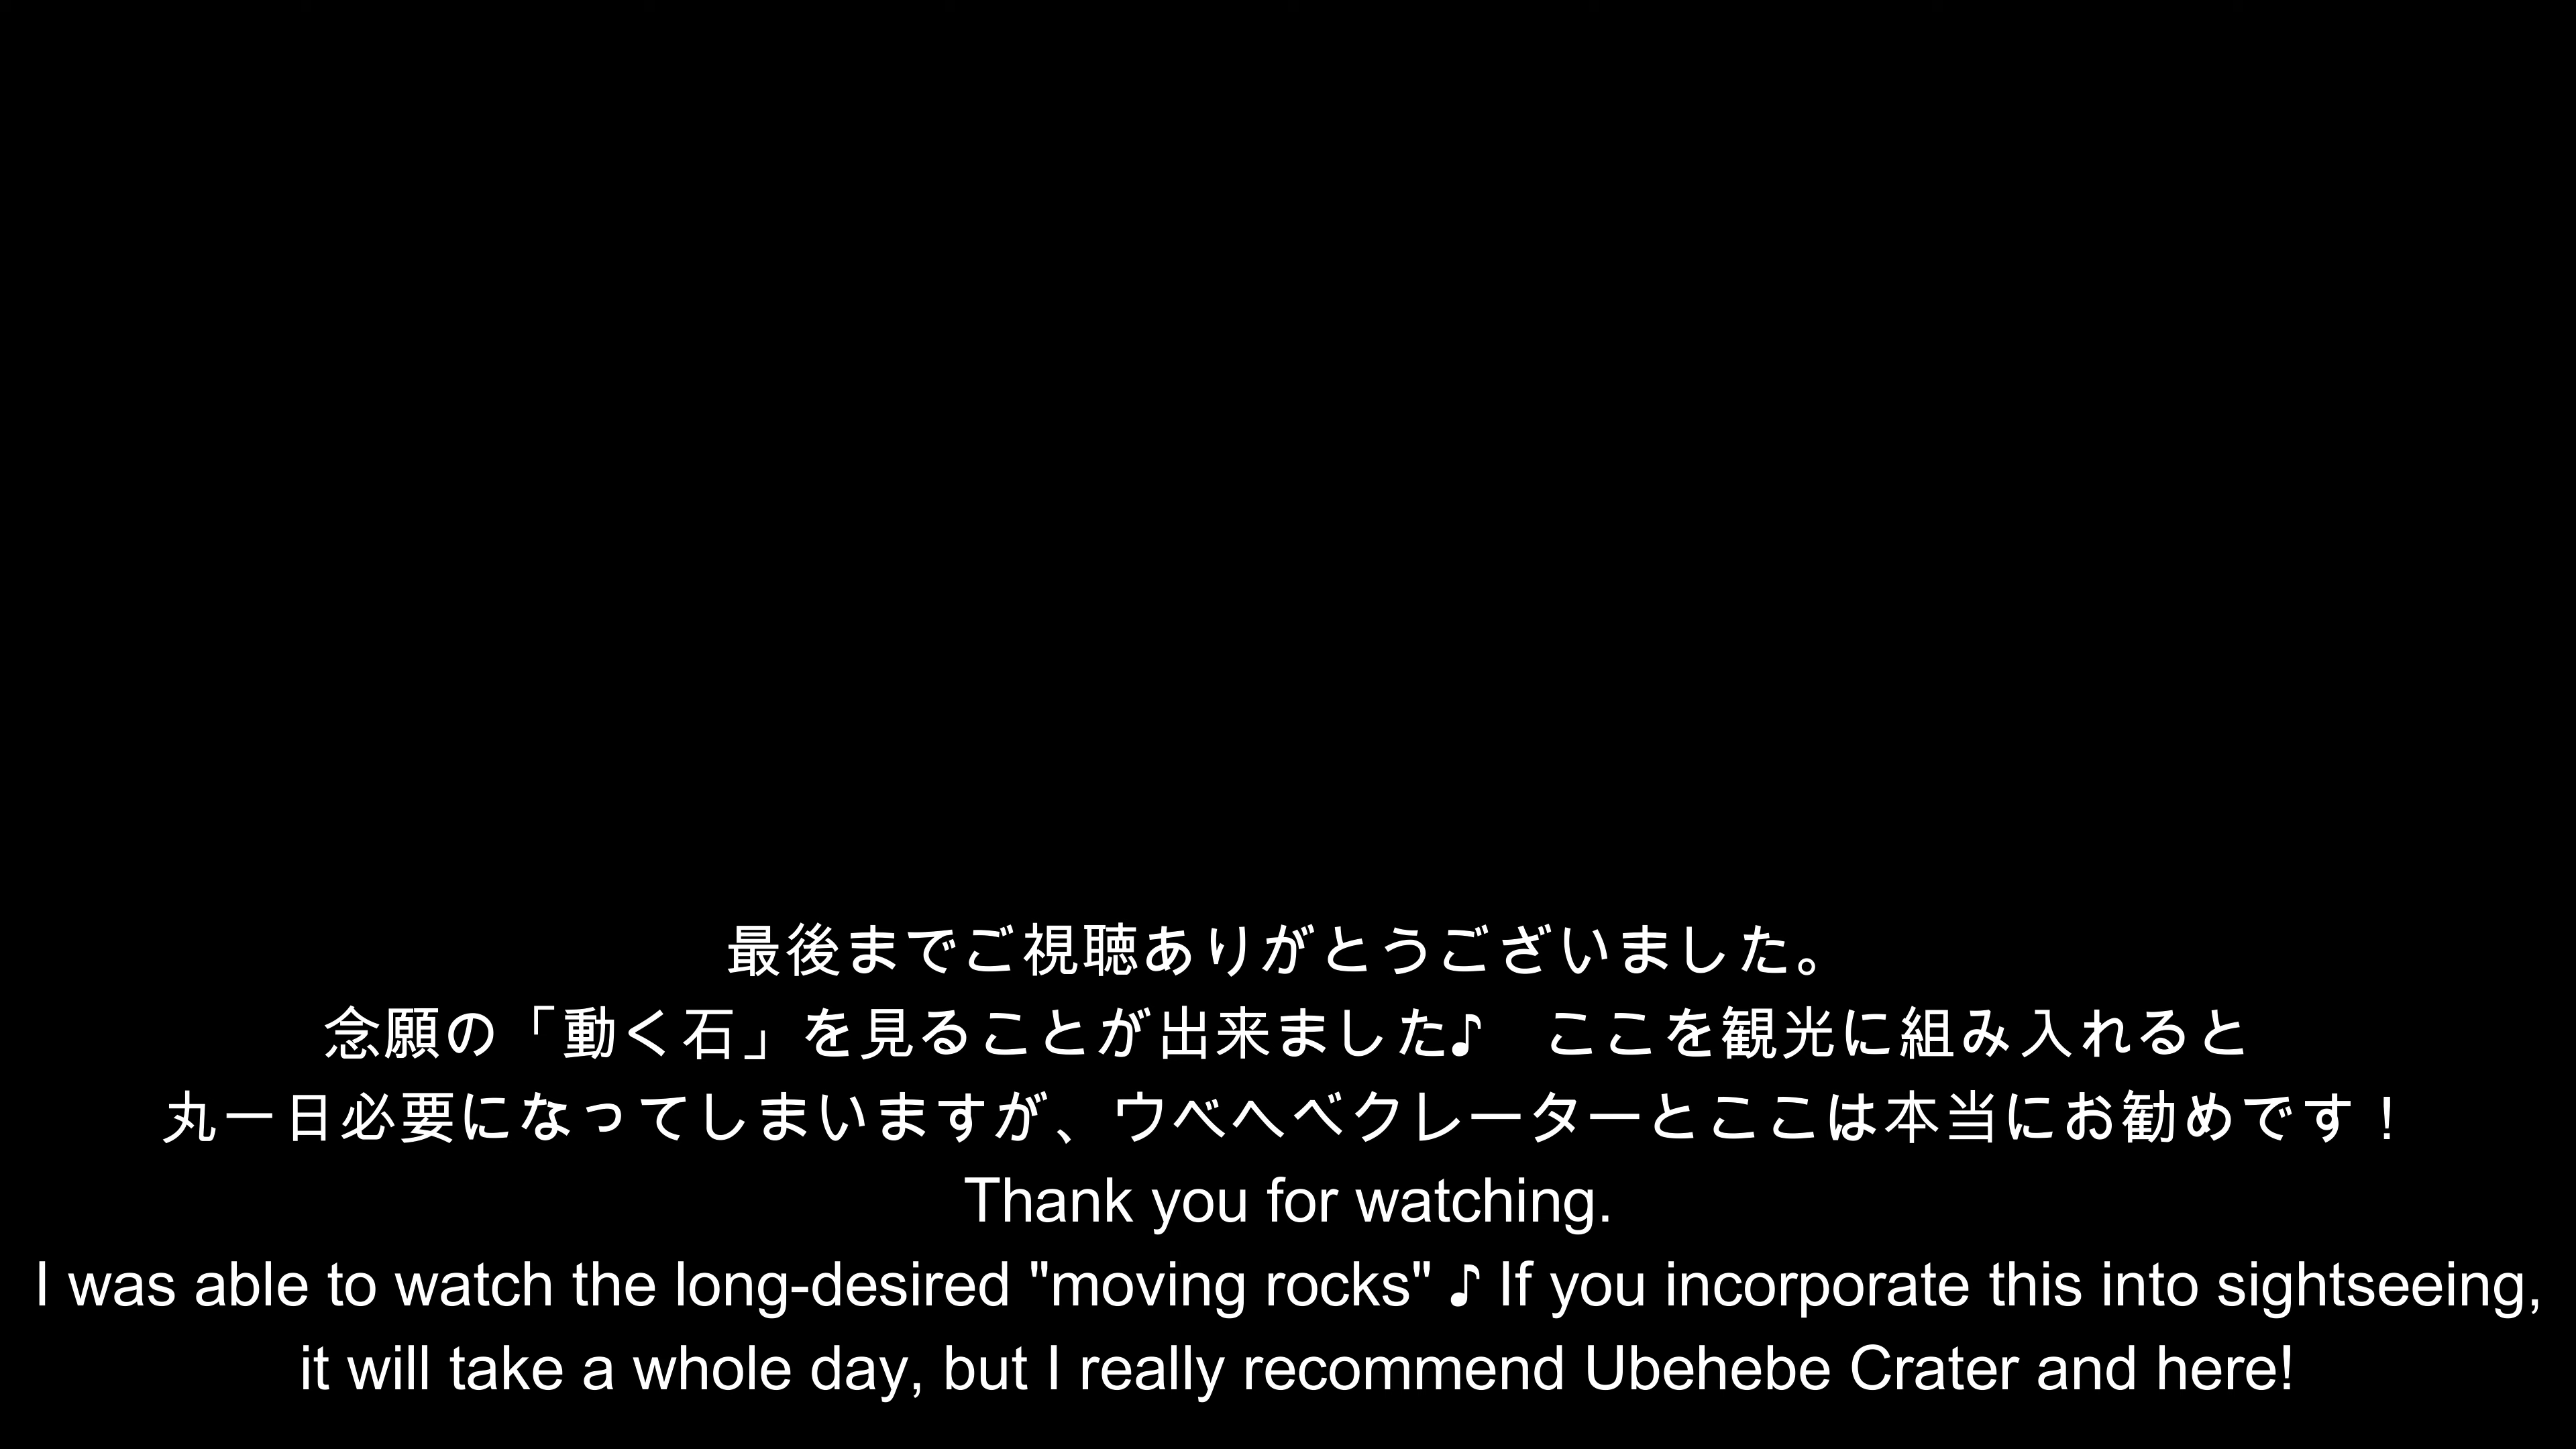 最後までご視聴ありがとうございました。
念願の「動く石」を見ることが出来ました♪　ここを観光に組み入れると
丸一日必要になってしまいますが、ウベヘベクレーターとここは本当にお勧めです！
Thank you for watching.
I was able to watch the long-desired "moving rocks" ♪ If you incorporate this into sightseeing,
it will take a whole day, but I really recommend Ubehebe Crater and here!